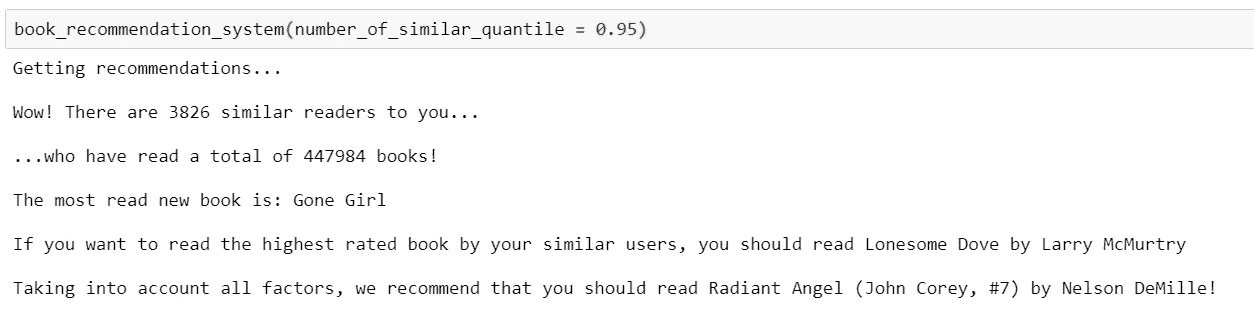 book_recommendation_system(number_of_similar_quantile = 0.95)
Getting recommendations...
Wow! There are 3826 similar readers to you...
...who have read a total of 447984 books!
The most read new book is: Gone Girl
If you want to read the highest rated book by your similar users, you should read Lonesome Dove by Larry McMurtry
Taking into account all factors, we recommend that you should read Radiant Angel (John Corey, #7) by Nelson DeMille!